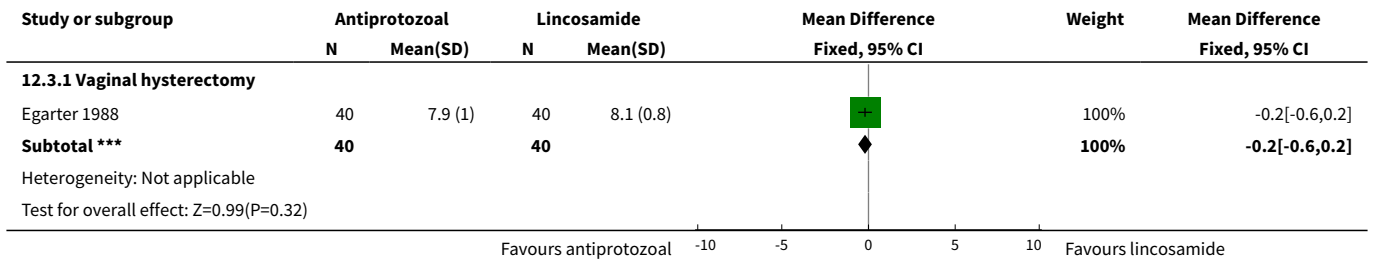 Study or subgroup Antiprotozoal Lincosamide Mean Difference Weight Mean Difference
N Mean(SD) N Mean(SD) Fixed, 95% CI Fixed, 95% CI
12.3.1 Vaginal hysterectomy
Egarter 1988 40 7.9 (1) 40 8.1 (0.8) 100% -0.2[-0.6,0.2]
Subtotal *** 40 40 100% -0.2[-0.6,0.2]
Heterogeneity: Not applicable
Test for overall effect: Z=0.99(P=0.32)
Favours antiprotozoal -10 -5 0 5 10 Favours lincosamide